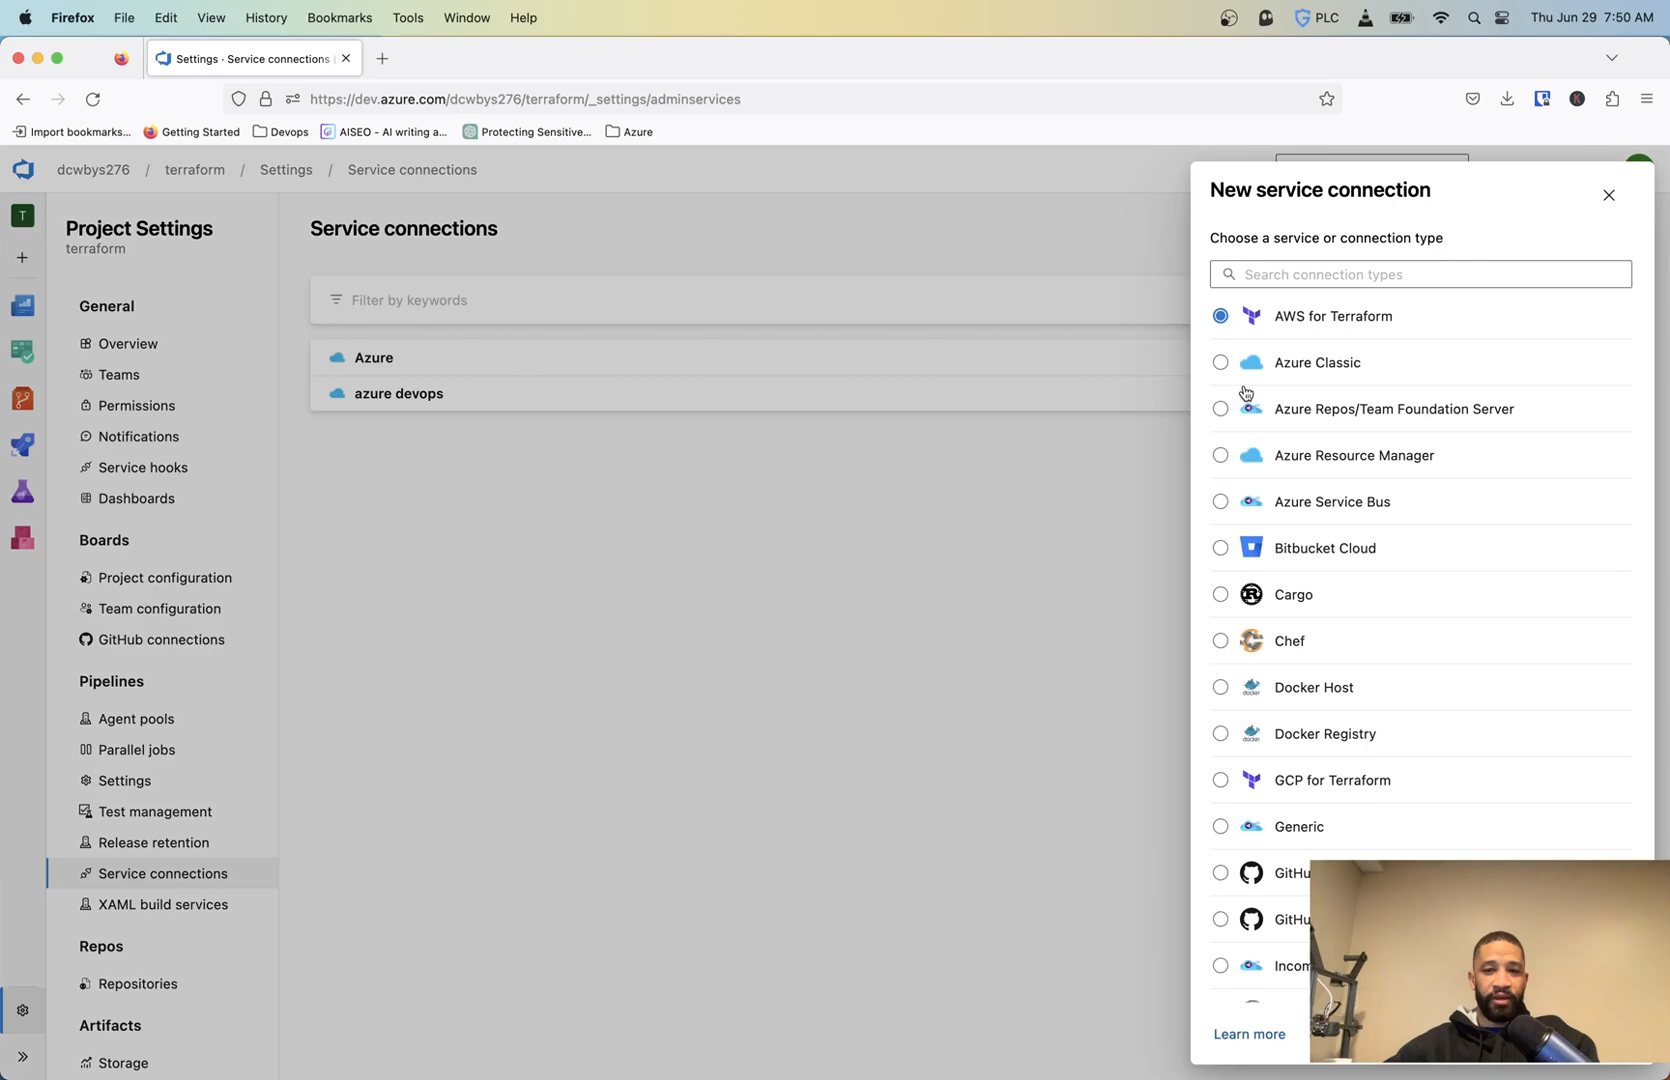 Firefox File Edit View History Bookmarks Tools Window Help PLC Thu Jun 29 7:50 AM
Settings · Service connections
https://dev.azure.com/dcwbys276/terraform/_settings/adminservices
Import bookmarks... Getting Started Devops AISEO - AI writing a... Protecting Sensitive... Azure
dcwbys276 / terraform / Settings / Service connections
T
Project Settings
terraform
General
Overview
Teams
Permissions
Notifications
Service hooks
Dashboards
Boards
Project configuration
Team configuration
GitHub connections
Pipelines
Agent pools
Parallel jobs
Settings
Test management
Release retention
Service connections
XAML build services
Repos
Repositories
Artifacts
Storage
Service connections
Filter by keywords
Azure
azure devops
New service connection
Choose a service or connection type
Search connection types
AWS for Terraform
Azure Classic
Azure Repos/Team Foundation Server
Azure Resource Manager
Azure Service Bus
Bitbucket Cloud
Cargo
Chef
docker Docker Host
docker Docker Registry
GCP for Terraform
Generic
GitHu
GitHu
Incom
Learn more